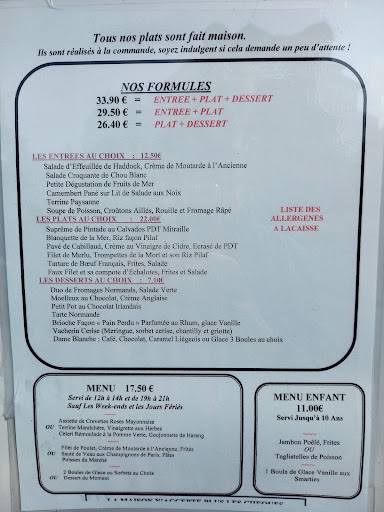 Tous nos plats sont fait maison.
Ils sont réalisés à la commande, soyez indulgent si cela demande un peu d'attente !
NOS FORMULES
33.90 € = ENTREE + PLAT + DESSERT
29.50 € = ENTREE + PLAT
26.40 € = PLAT + DESSERT
LES ENTREES AU CHOIX : 12.50€
Salade d'Effeuillée de Haddock, Crème de Moutarde à l'Ancienne
Salade Croquante de Chou Blanc
Petite Dégustation de Fruits de Mer
Camembert Pané sur Lit de Salade aux Noix
Terrine Paysanne
Soupe de Poisson, Croûtons Aillés, Rouille et Fromage Râpé
LISTE DES
ALLERGENES
A LACAISSE
LES PLATS AU CHOIX : 22.00€
Suprême de Pintade au Calvados PDT Mitraille
Blanquette de la Mer, Riz façon Pilaf
Pavé de Cabillaud, Crème au Vinaigre de Cidre, Ecrasé de PDT
Filet de Merlu, Trompettes de la Mort et son Riz Pilaf
Tartare de Bœuf Français, Frites, Salade
Faux Filet et sa compote d'Echalotes, Frites et Salade
LES DESSERTS AU CHOIX : 7.10€
Duo de Fromages Normands, Salade Verte
Moelleux au Chocolat, Crème Anglaise
Petit Pot au Chocolat Irlandais
Tarte Normande
Brioche Façon « Pain Perdu » Parfumée au Rhum, glace Vanille
Vacherin Cerise (Meringue, sorbet cerise, chantilly et griotte)
Dame Blanche ; Café, Chocolat, Caramel Liégeois ou Glace 3 Boules au choix
MENU 17.50 €
Servi de 12h à 14h et de 19h à 21h
Sauf Les Week-ends et les Jours Fériés
Assiette de Crevettes Roses Mayonnaise
OU Terrine Maraîchère, Vinaigrette aux Herbes
Céleri Rémoulade à la Pomme Verte, Goujonnette de Hareng
Filet de Poulet, Crème de Moutarde à l'Ancienne, Frites
OU Sauté de Veau aux Champignons de Paris, Pâtes
Poisson du Marché
2 Boules de Glace ou Sorbets au Choix
OU Dessert du Moment
MENU ENFANT
11.00€
Servi Jusqu'à 10 Ans
Jambon Poêlé, Frites
OU
Tagliatelles de Poisson
1 Boule de Glace Vanille aux
Smarties
LA MAISON N'ACCEPTE PLUS LES CHEQUES